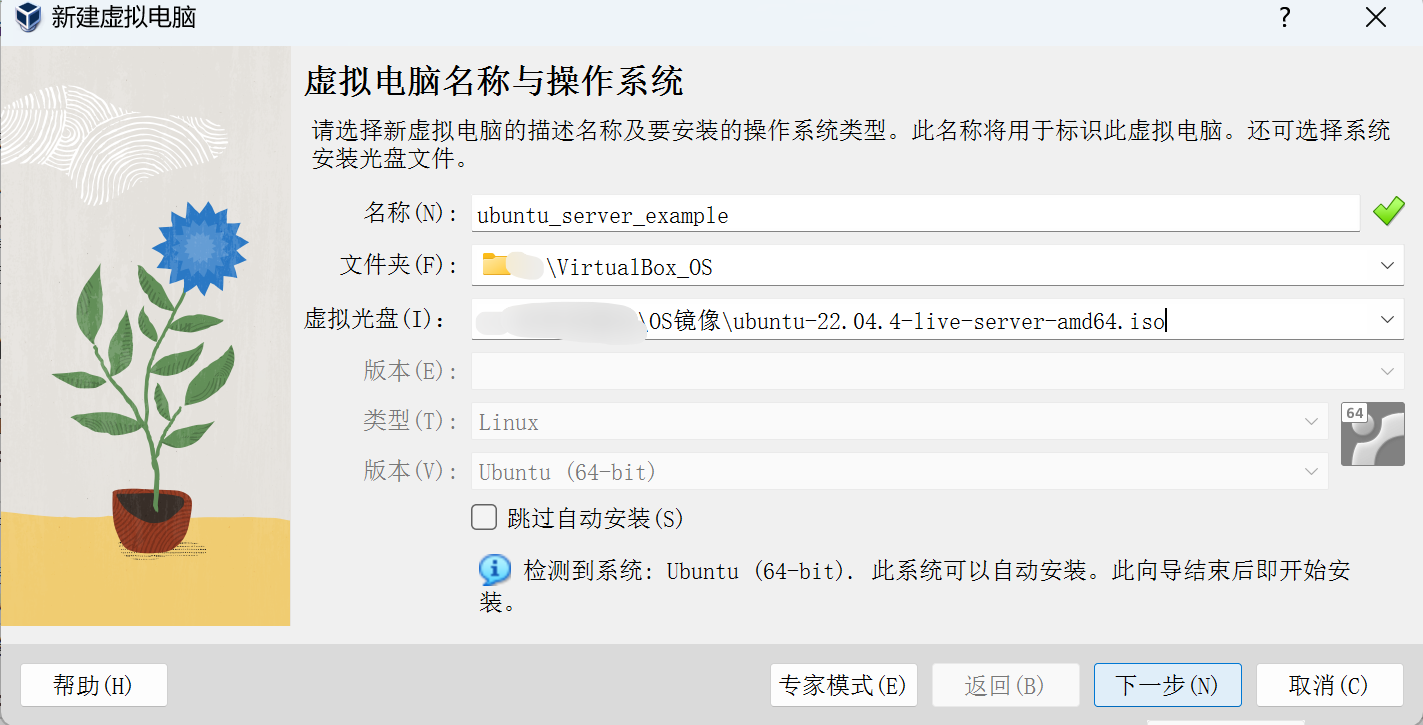 新建虚拟电脑
?
虚拟电脑名称与操作系统
请选择新虚拟电脑的描述名称及要安装的操作系统类型。此名称将用于标识此虚拟电脑。还可选择系统
安装光盘文件。
名称(N): ubuntu_server_example
文件夹(F): \VirtualBox_OS
虚拟光盘(I): \OS镜像\ubuntu-22.04.4-live-server-amd64.iso
版本(E):
类型(T): Linux
64
版本(V): Ubuntu (64-bit)
跳过自动安装(S)
检测到系统: Ubuntu (64-bit). 此系统可以自动安装。此向导结束后即开始安
装。
帮助(H) 专家模式(E) 返回(B) 下一步(N) 取消(C)